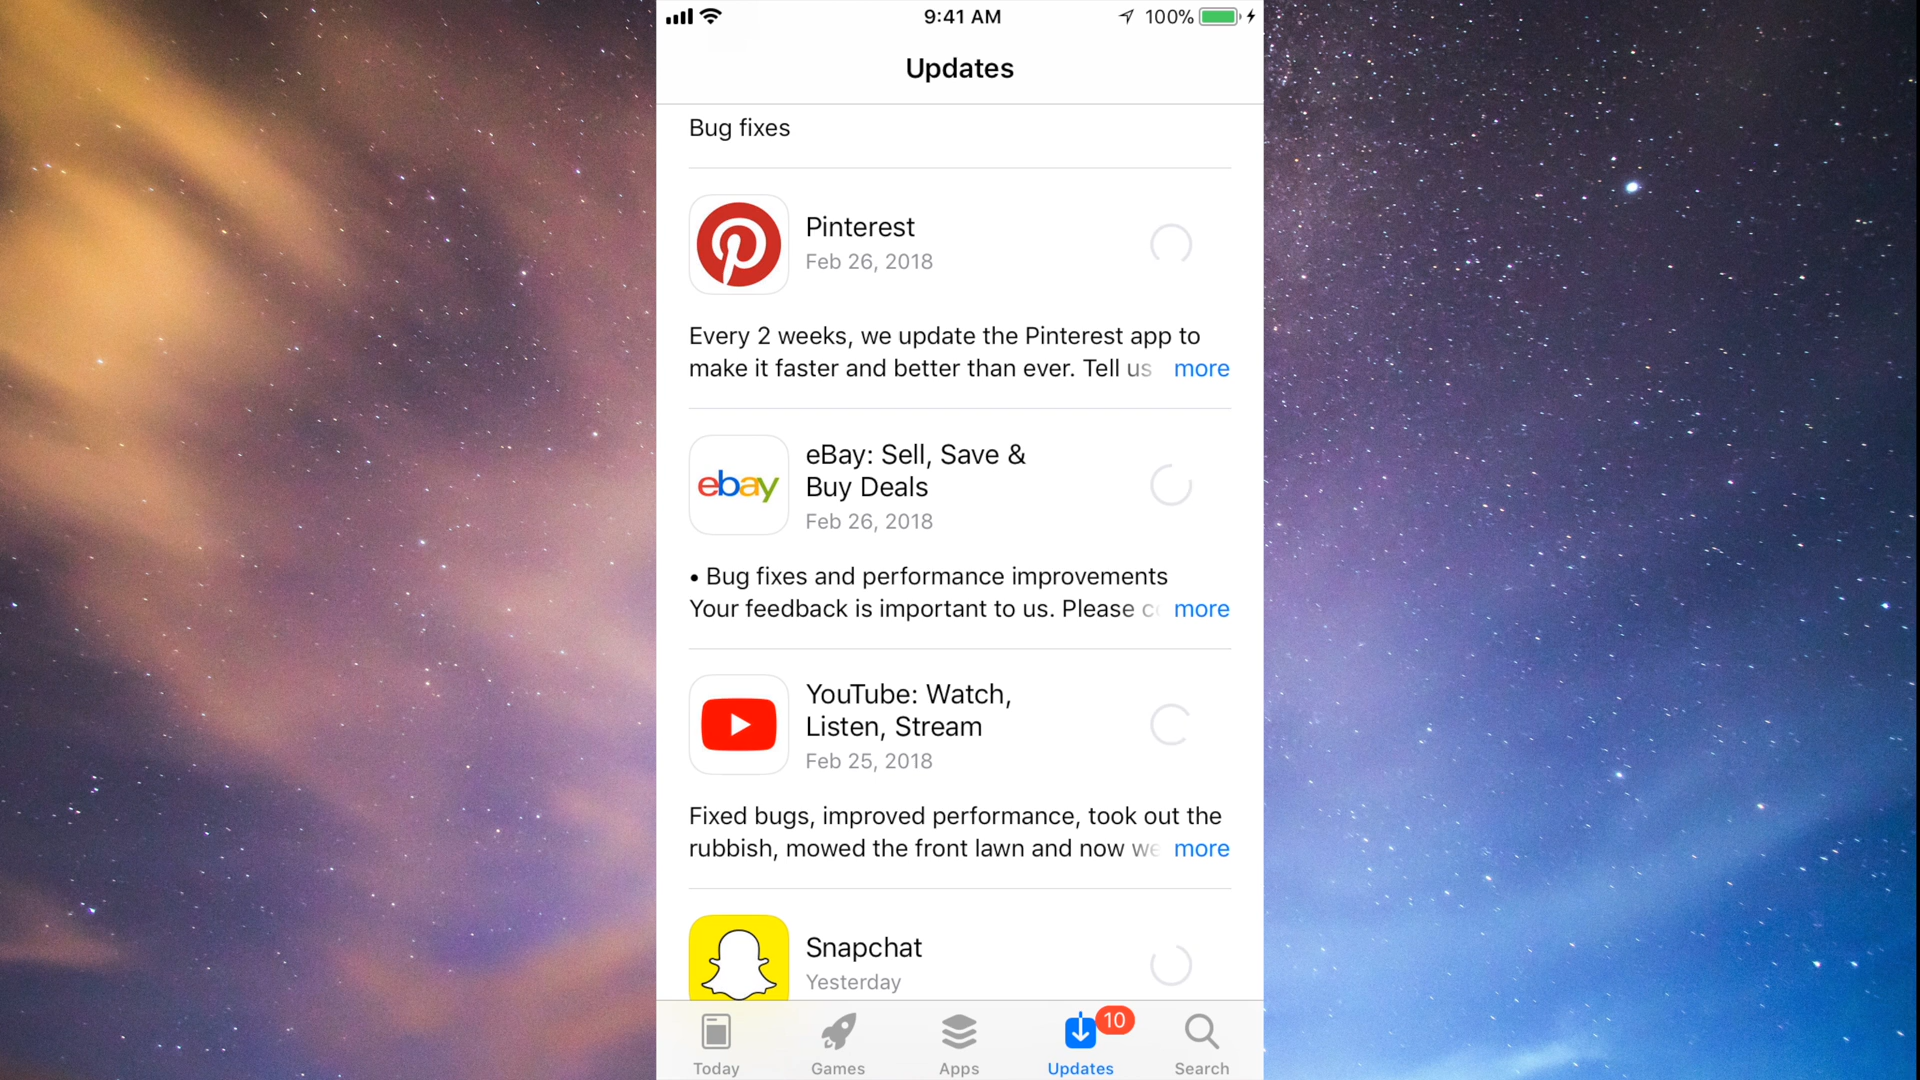 9:41 AM
100%
Updates
Bug fixes
Pinterest
Feb 26, 2018
Every 2 weeks, we update the Pinterest app to
make it faster and better than ever. Tell us more
ebay
eBay: Sell, Save &
Buy Deals
Feb 26, 2018
• Bug fixes and performance improvements
Your feedback is important to us. Please more
YouTube: Watch,
Listen, Stream
Feb 25, 2018
Fixed bugs, improved performance, took out the
rubbish, mowed the front lawn and now we more
Snapchat
Yesterday
10
Today
Games
Apps
Updates
Search